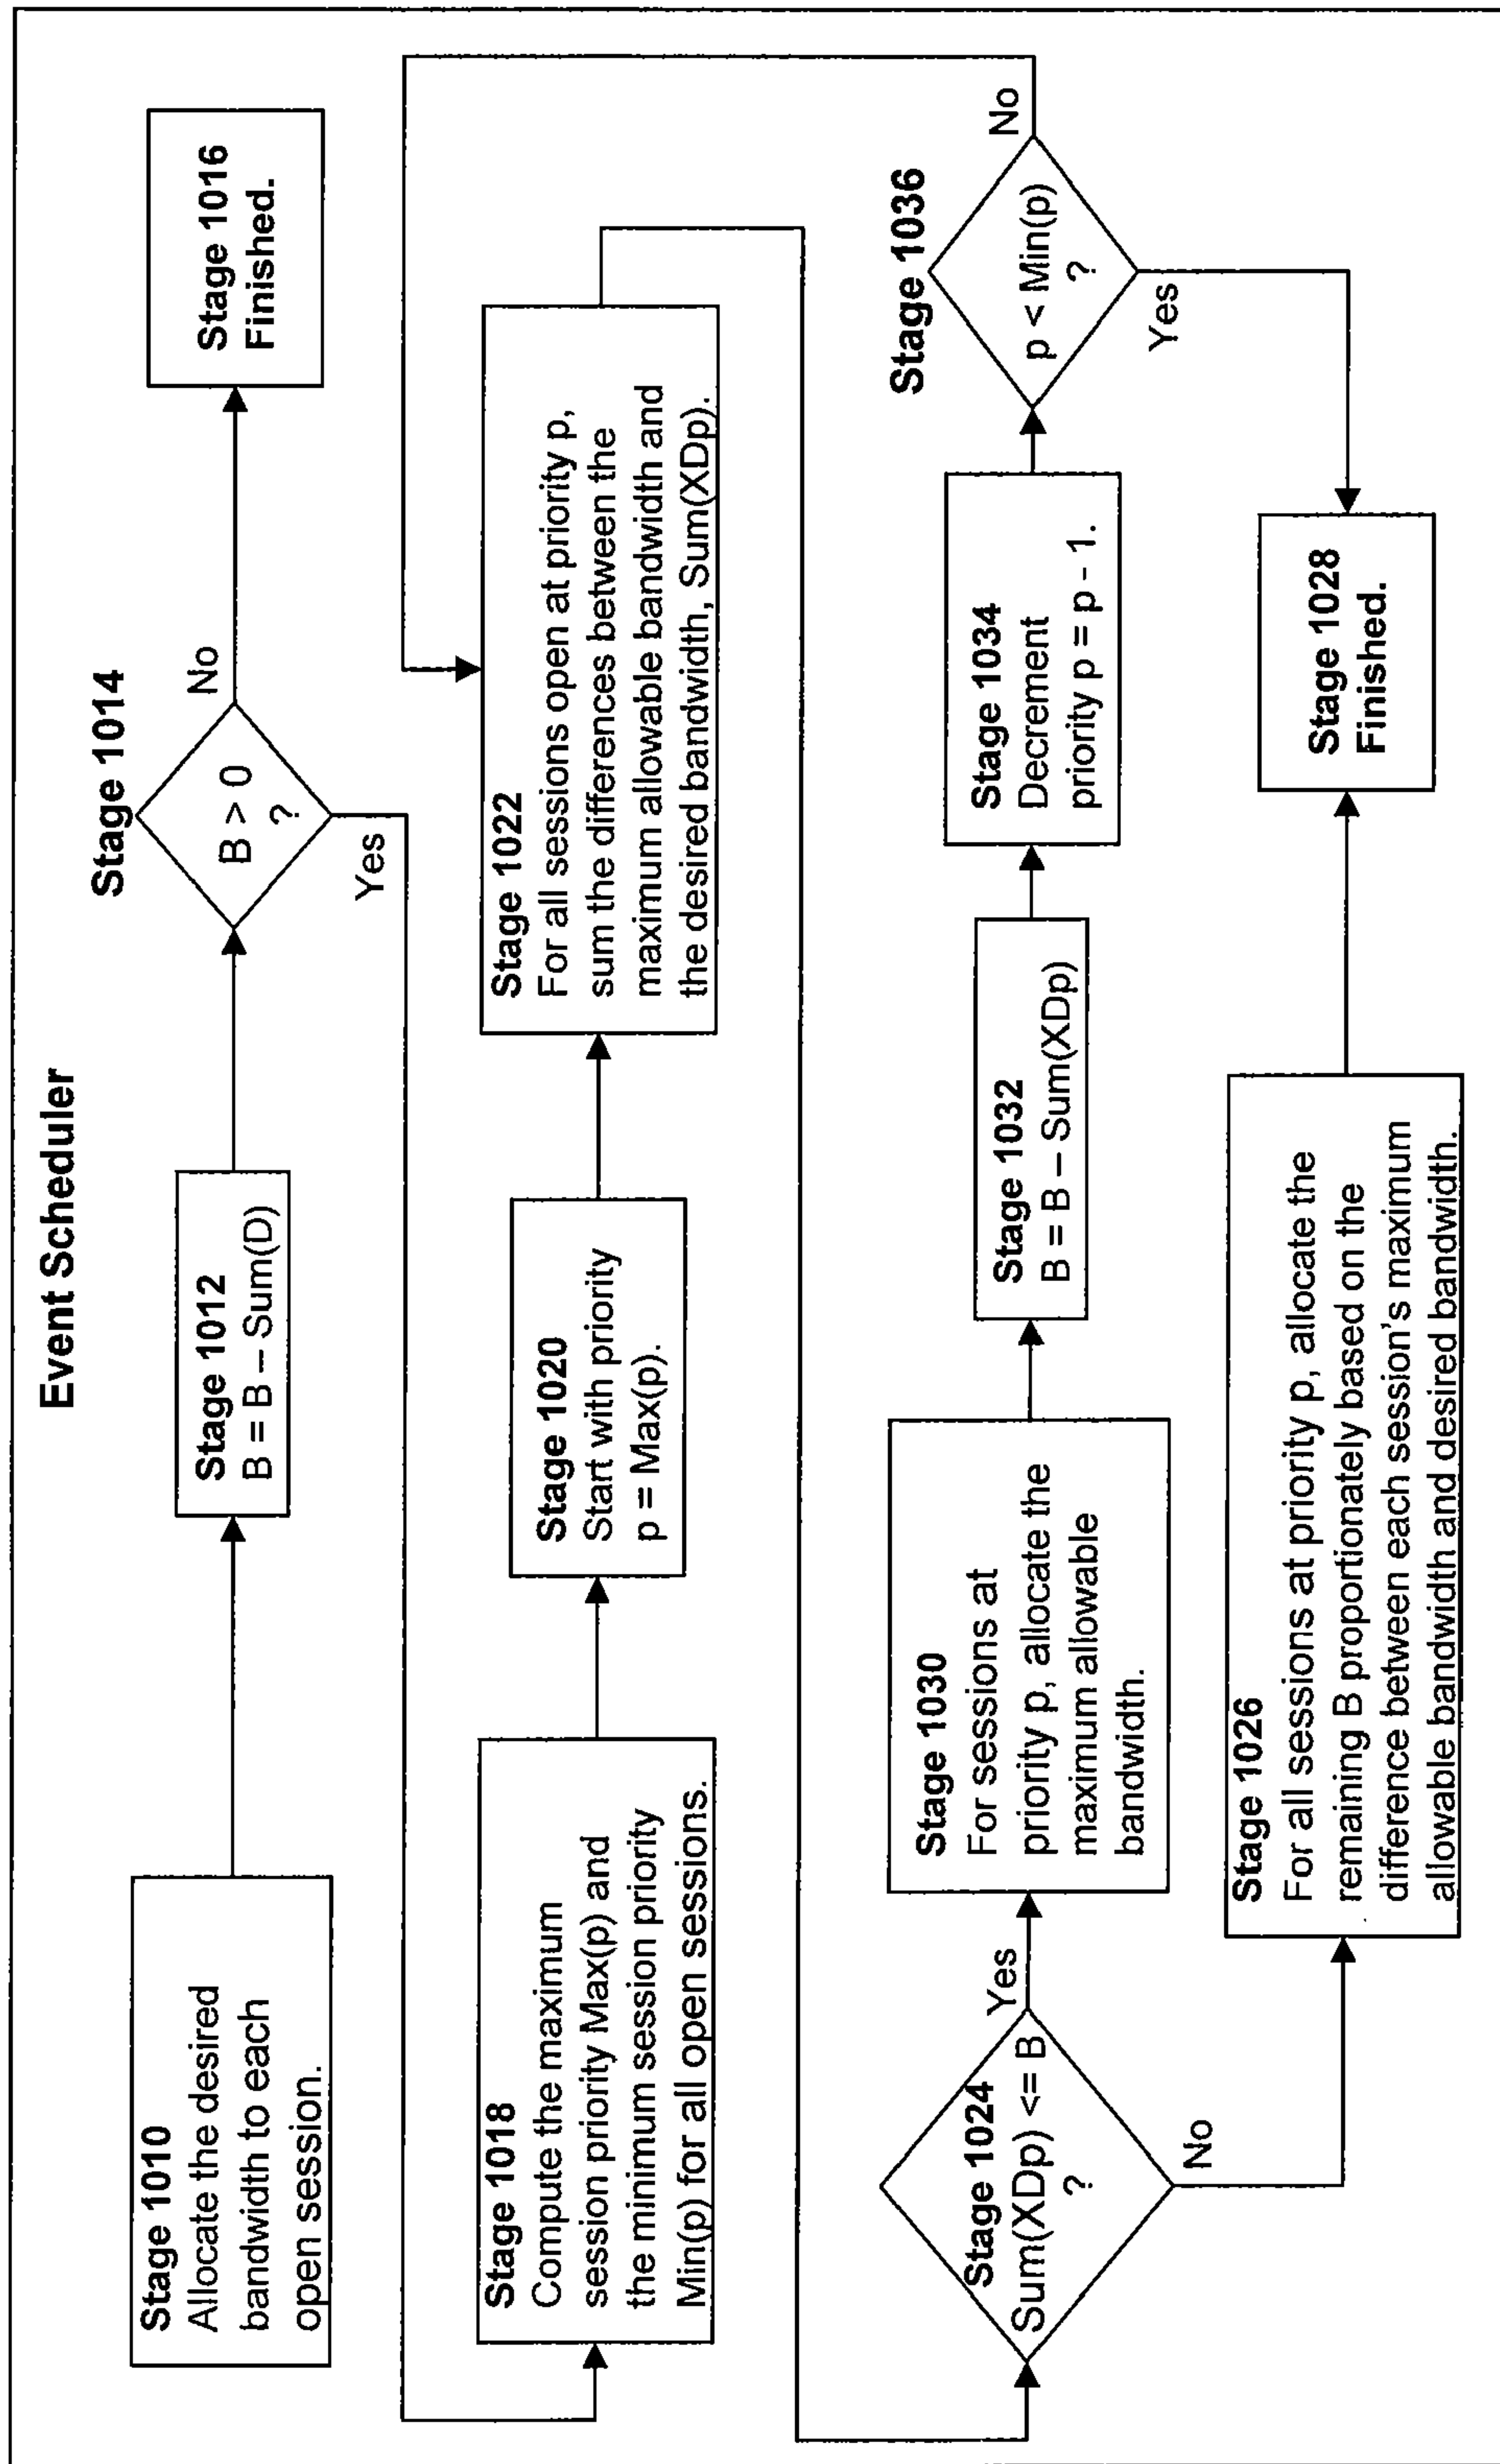 Event Scheduler
Stage 1010
Allocate the desired
bandwidth to each
open session.
Stage 1012
B = B – Sum(D)
Stage 1014
B > 0
?
No
Yes
Stage 1016
Finished.
Stage 1018
Compute the maximum
session priority Max(p) and
the minimum session priority
Min(p) for all open sessions.
Stage 1020
Start with priority
p = Max(p).
Stage 1022
For all sessions open at priority p,
sum the differences between the
maximum allowable bandwidth and
the desired bandwidth, Sum(XDp).
Stage 1024
Sum(XDp) <= B
?
Yes
No
Stage 1030
For sessions at
priority p, allocate the
maximum allowable
bandwidth.
Stage 1032
B = B – Sum(XDp)
Stage 1034
Decrement
priority p = p - 1.
Stage 1036
p < Min(p)
?
No
Yes
Stage 1026
For all sessions at priority p, allocate the
remaining B proportionately based on the
difference between each session's maximum
allowable bandwidth and desired bandwidth.
Stage 1028
Finished.